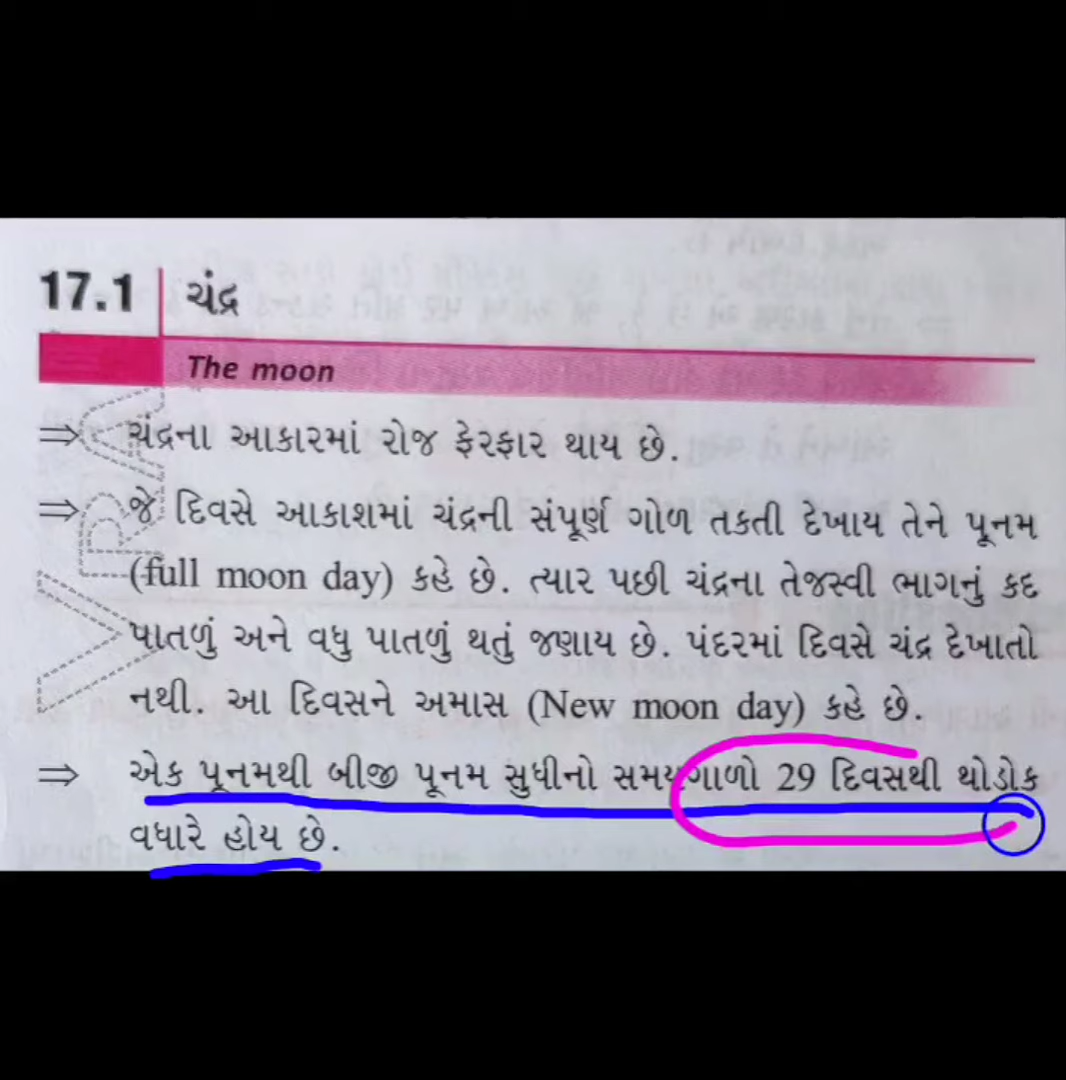 17.1 ચંદ્ર
The moon
⇒ ચંદ્રના આકારમાં રોજ ફેરફાર થાય છે.
⇒ જે દિવસે આકાશમાં ચંદ્રની સંપૂર્ણ ગોળ તકતી દેખાય તેને પૂનમ
(full moon day) કહે છે. ત્યાર પછી ચંદ્રના તેજસ્વી ભાગનું કદ
પાતળું અને વધુ પાતળું થતું જણાય છે. પંદરમાં દિવસે ચંદ્ર દેખાતો
નથી. આ દિવસને અમાસ (New moon day) કહે છે.
⇒ એક પૂનમથી બીજી પૂનમ સુધીનો સમયગાળો 29 દિવસથી થોડોક
વધારે હોય છે.